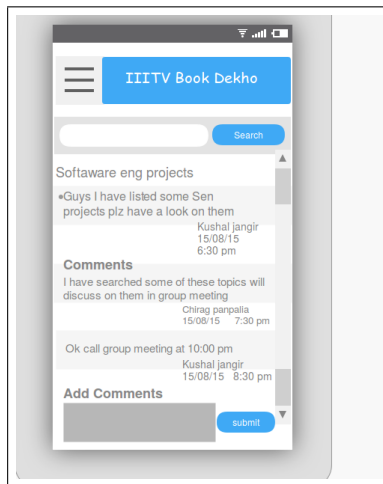 IIITV Book Dekho
Search
Softaware eng projects
•Guys I have listed some Sen
projects plz have a look on them
Kushal jangir
15/08/15
6:30 pm
Comments
I have searched some of these topics will
discuss on them in group meeting
Chirag panpalia
15/08/15 7:30 pm
Ok call group meeting at 10:00 pm
Kushal jangir
15/08/15 8:30 pm
Add Comments
submit